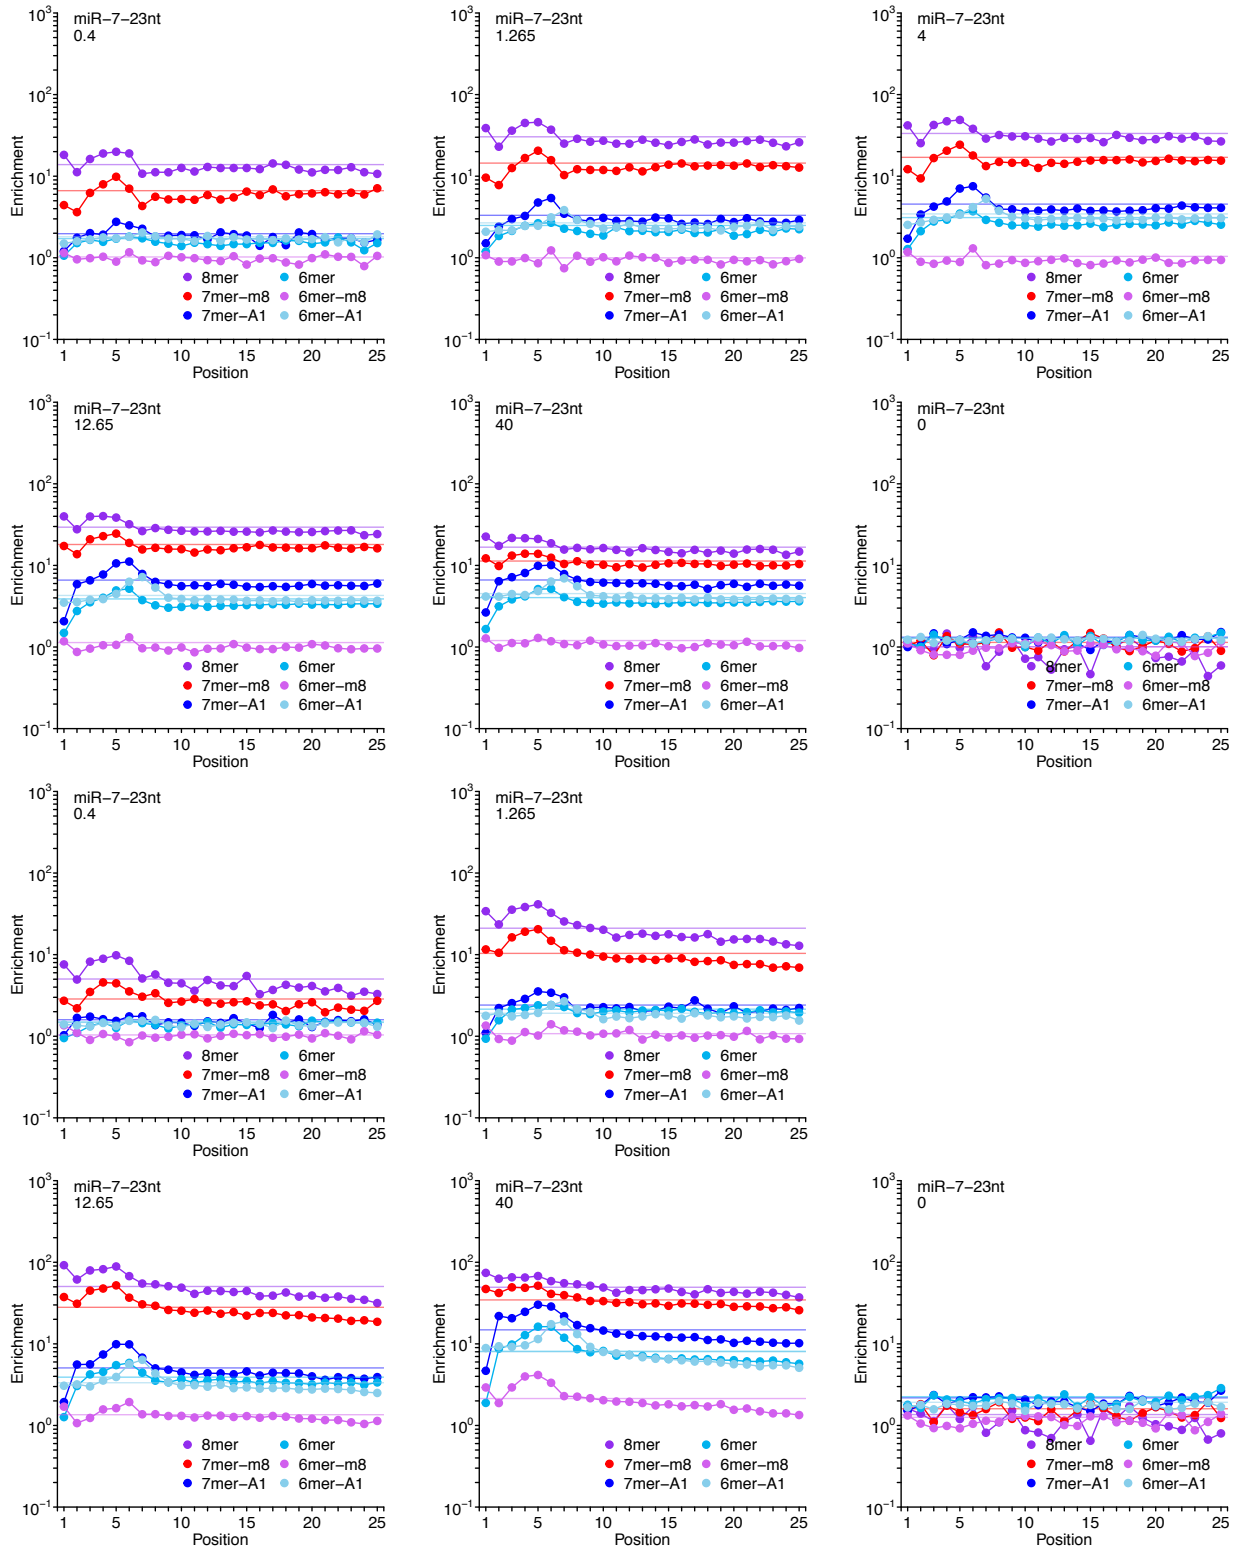 miR−7−23nt
0.4
10³
10²
10¹
10⁰
10⁻¹
Enrichment
8mer
6mer
7mer−m8
6mer−m8
7mer−A1
6mer−A1
1 5 10 15 20 25
Position
miR−7−23nt
1.265
10³
10²
10¹
10⁰
10⁻¹
Enrichment
8mer
6mer
7mer−m8
6mer−m8
7mer−A1
6mer−A1
1 5 10 15 20 25
Position
miR−7−23nt
4
10³
10²
10¹
10⁰
10⁻¹
Enrichment
8mer
6mer
7mer−m8
6mer−m8
7mer−A1
6mer−A1
1 5 10 15 20 25
Position
miR−7−23nt
12.65
10³
10²
10¹
10⁰
10⁻¹
Enrichment
8mer
6mer
7mer−m8
6mer−m8
7mer−A1
6mer−A1
1 5 10 15 20 25
Position
miR−7−23nt
40
10³
10²
10¹
10⁰
10⁻¹
Enrichment
8mer
6mer
7mer−m8
6mer−m8
7mer−A1
6mer−A1
1 5 10 15 20 25
Position
miR−7−23nt
0
10³
10²
10¹
10⁰
10⁻¹
Enrichment
8mer
6mer
7mer−m8
6mer−m8
7mer−A1
6mer−A1
1 5 10 15 20 25
Position
miR−7−23nt
0.4
10³
10²
10¹
10⁰
10⁻¹
Enrichment
8mer
6mer
7mer−m8
6mer−m8
7mer−A1
6mer−A1
1 5 10 15 20 25
Position
miR−7−23nt
1.265
10³
10²
10¹
10⁰
10⁻¹
Enrichment
8mer
6mer
7mer−m8
6mer−m8
7mer−A1
6mer−A1
1 5 10 15 20 25
Position
miR−7−23nt
12.65
10³
10²
10¹
10⁰
10⁻¹
Enrichment
8mer
6mer
7mer−m8
6mer−m8
7mer−A1
6mer−A1
1 5 10 15 20 25
Position
miR−7−23nt
40
10³
10²
10¹
10⁰
10⁻¹
Enrichment
8mer
6mer
7mer−m8
6mer−m8
7mer−A1
6mer−A1
1 5 10 15 20 25
Position
miR−7−23nt
0
10³
10²
10¹
10⁰
10⁻¹
Enrichment
8mer
6mer
7mer−m8
6mer−m8
7mer−A1
6mer−A1
1 5 10 15 20 25
Position